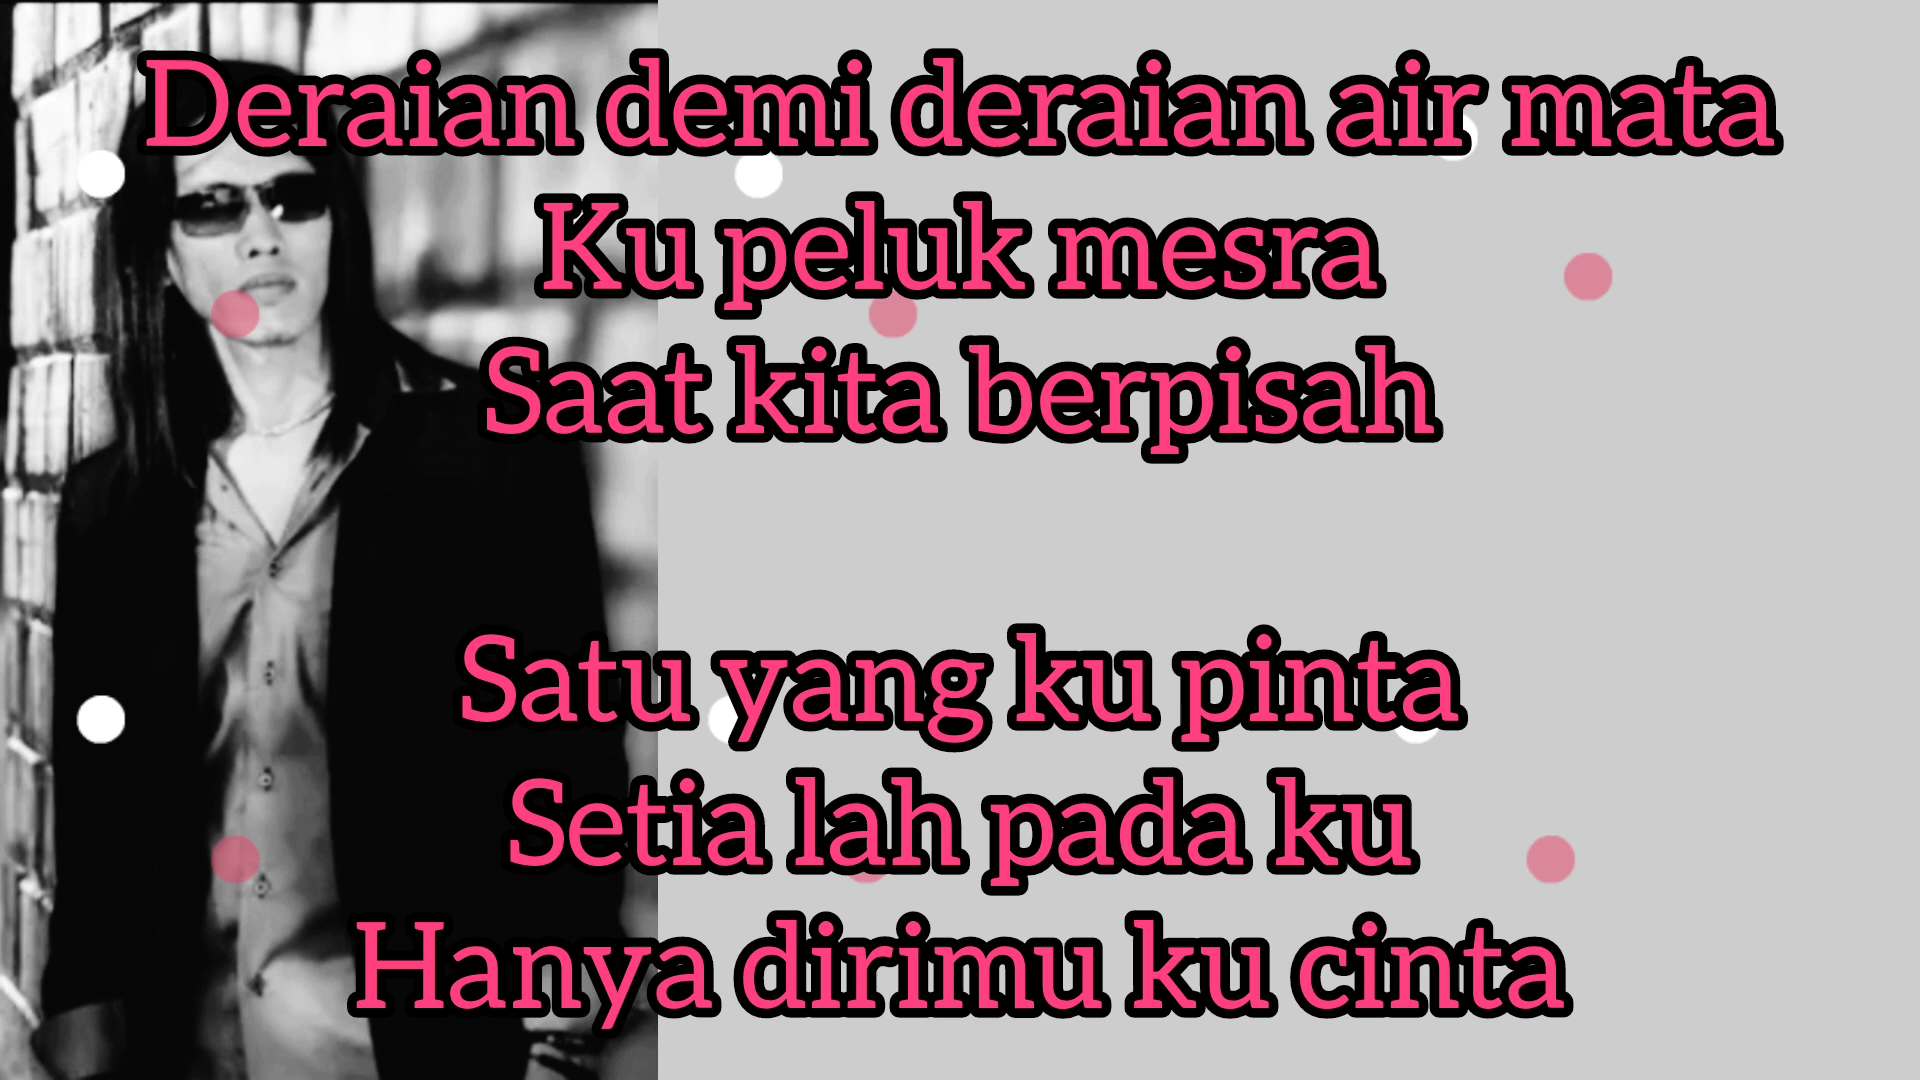 Deraian demi deraian air mata
Ku peluk mesra
Saat kita berpisah
Satu yang ku pinta
Setia lah pada ku
Hanya dirimu ku cinta